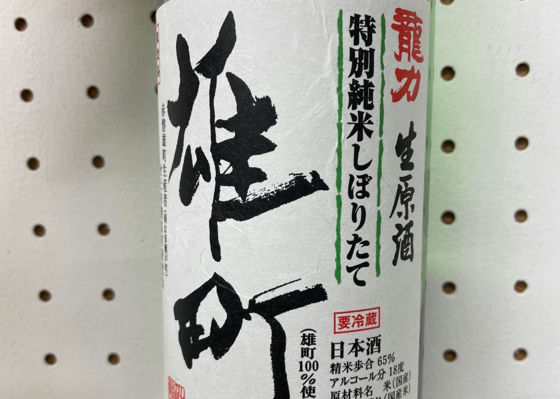 龍力
生原酒
特別純米しぼりたて
雄町
要冷蔵
(雄町100%使
日本酒
精米歩合 65%
アルコール分 18度
原材料名 米(国産)